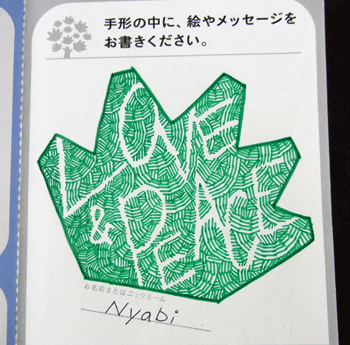 手形の中に、絵やメッセージを
お書きください。
LOVE
& PEACE
お名前またはニックネーム
Nyabi